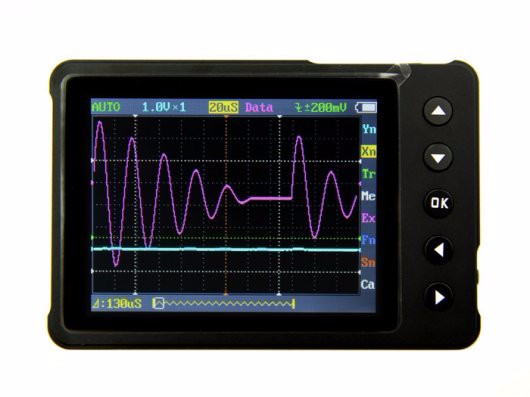 AUTO 1.0V×1 20uS Data ±200mV
Yn
Xn
Tr
Me
Ex
Fn
Sn
Ca
⊿:130uS
OK